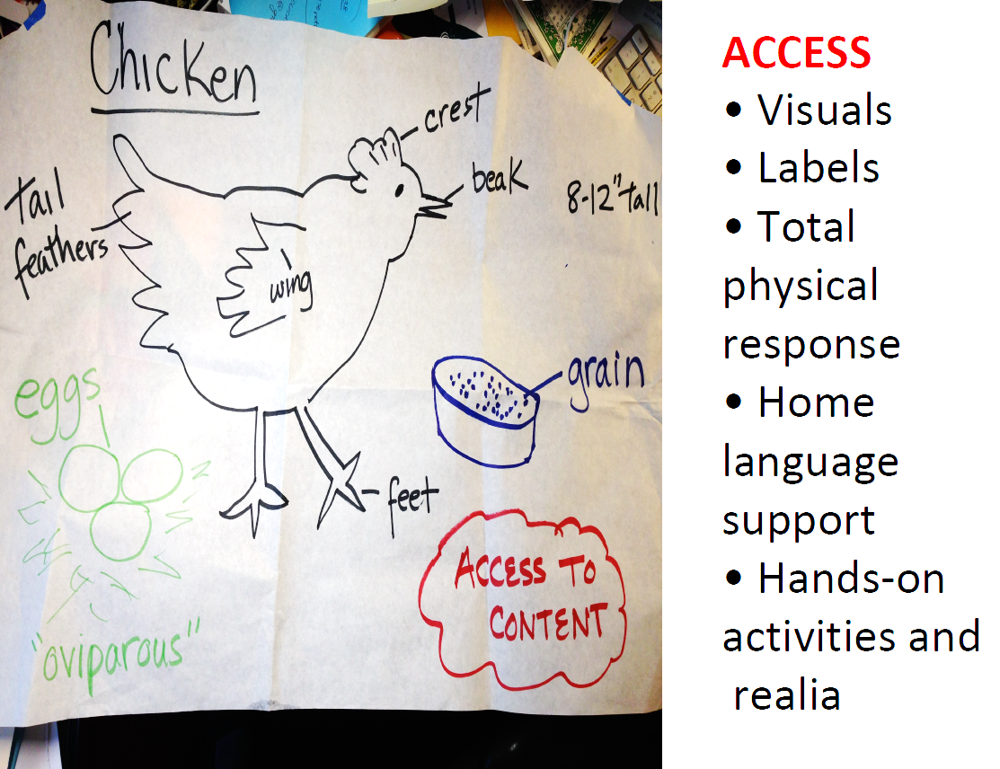 Chicken
crest
beak
8-12" tall
tail
feathers
wing
grain
eggs
feet
ACCESS TO
CONTENT
"oviparous"
ACCESS
• Visuals
• Labels
• Total
physical
response
• Home
language
support
• Hands-on
activities and
realia